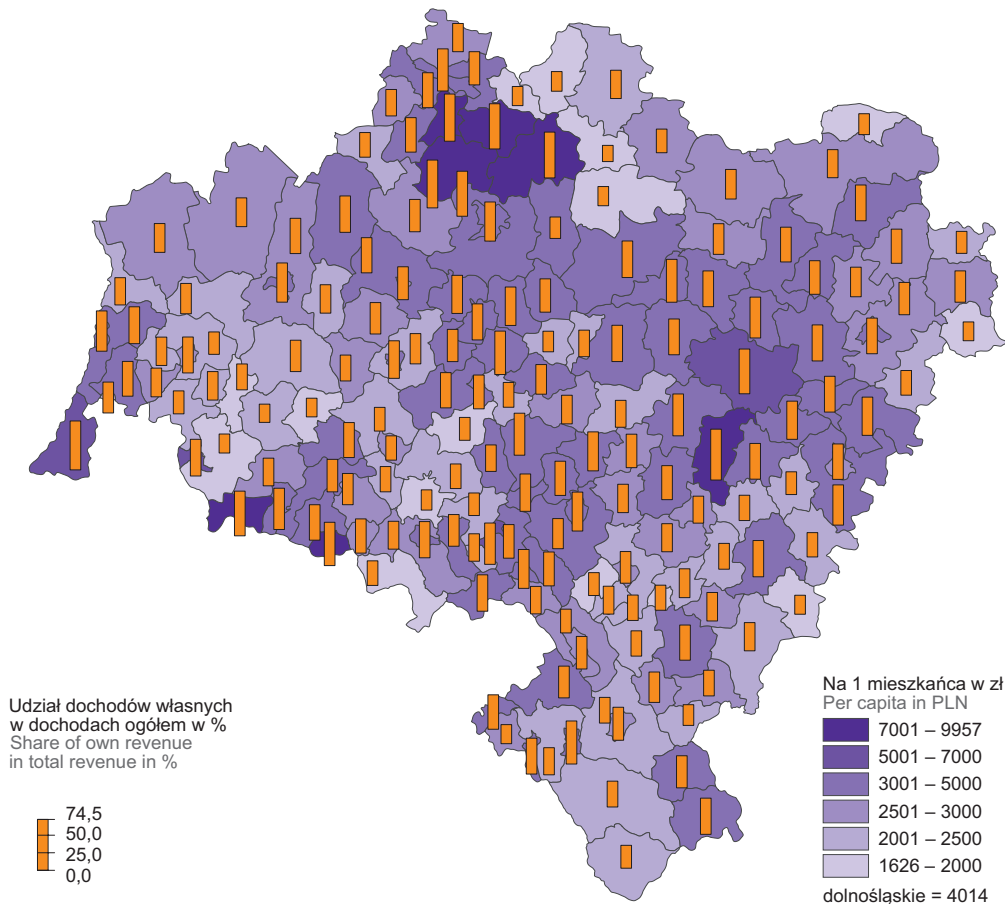 Udział dochodów własnych
w dochodach ogółem w %
Share of own revenue
in total revenue in %
74,5
50,0
25,0
0,0
Na 1 mieszkańca w zł
Per capita in PLN
7001 – 9957
5001 – 7000
3001 – 5000
2501 – 3000
2001 – 2500
1626 – 2000
dolnośląskie = 4014